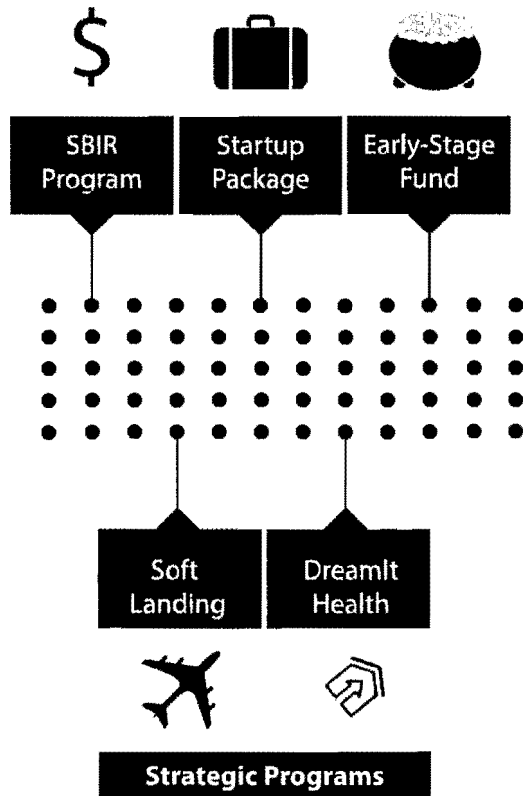 $
SBIR
Program
Startup
Package
Early-Stage
Fund
Soft
Landing
DreamIt
Health
Strategic Programs